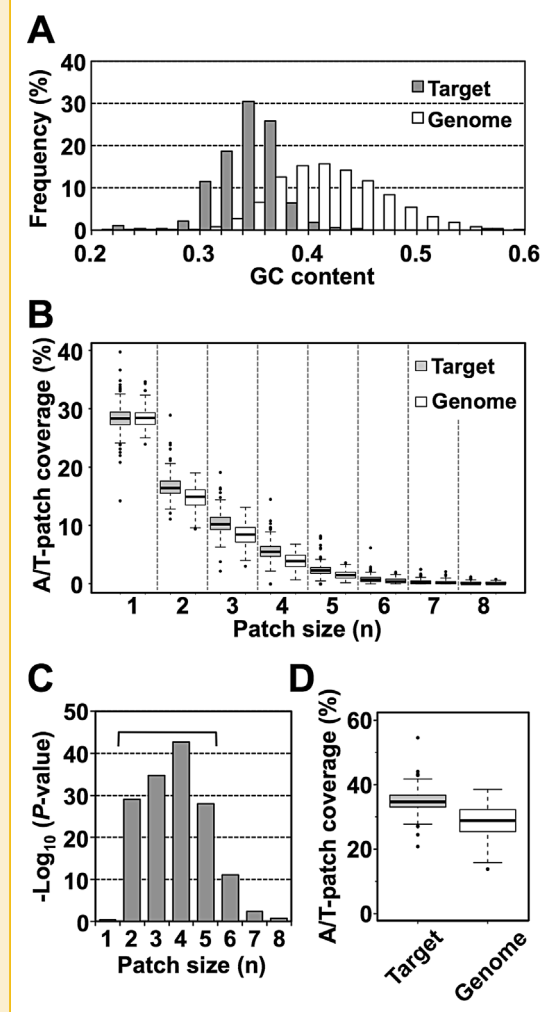 A
Frequency (%)
40
30
20
10
0
Target
Genome
0.2 0.3 0.4 0.5 0.6
GC content
B
A/T-patch coverage (%)
40
30
20
10
0
Target
Genome
1 2 3 4 5 6 7 8
Patch size (n)
C
-Log10 (P-value)
50
40
30
20
10
0
1 2 3 4 5 6 7 8
Patch size (n)
D
A/T-patch coverage (%)
60
40
20
0
Target
Genome